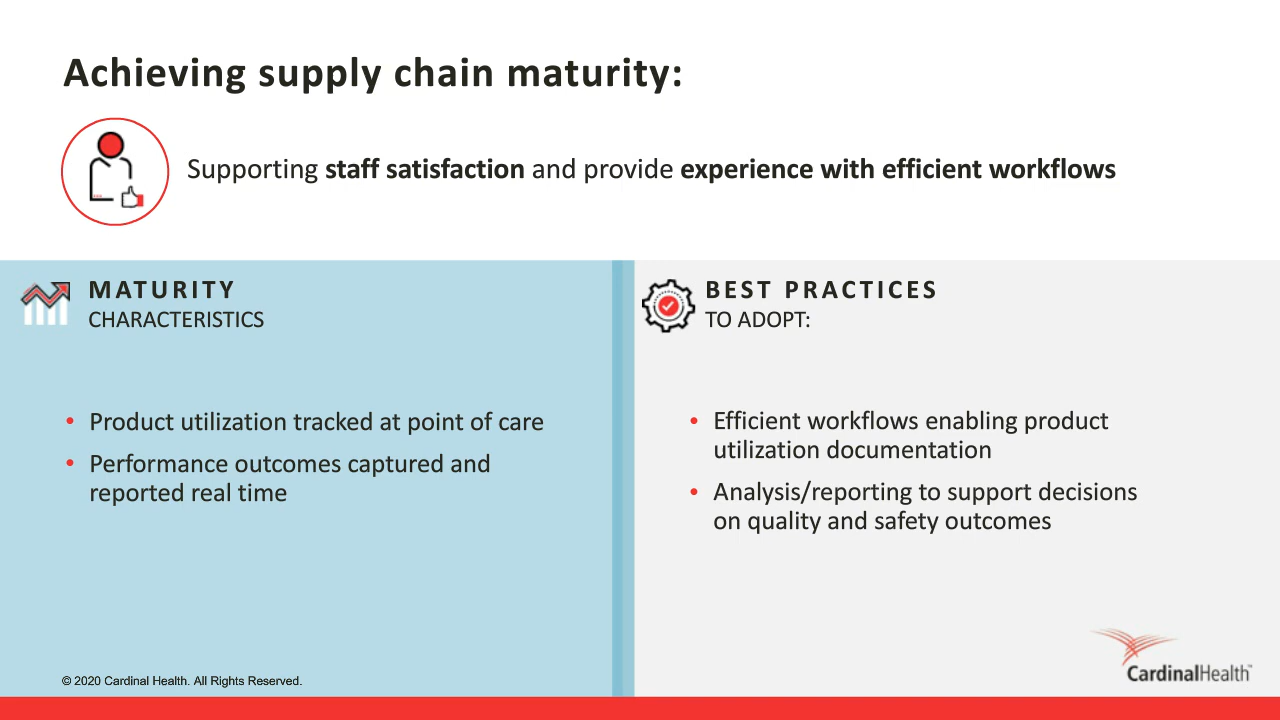 Achieving supply chain maturity:
Supporting staff satisfaction and provide experience with efficient workflows
MATURITY
CHARACTERISTICS
• Product utilization tracked at point of care
• Performance outcomes captured and
reported real time
BEST PRACTICES
TO ADOPT:
• Efficient workflows enabling product
utilization documentation
• Analysis/reporting to support decisions
on quality and safety outcomes
© 2020 Cardinal Health. All Rights Reserved.
CardinalHealth™